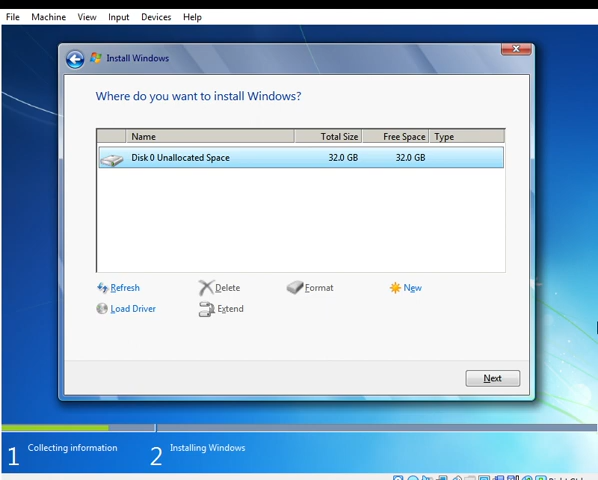 File Machine View Input Devices Help
Install Windows
Where do you want to install Windows?
Name Total Size Free Space Type
Disk 0 Unallocated Space 32.0 GB 32.0 GB
Refresh Delete Format New
Load Driver Extend
Next
1 Collecting information 2 Installing Windows